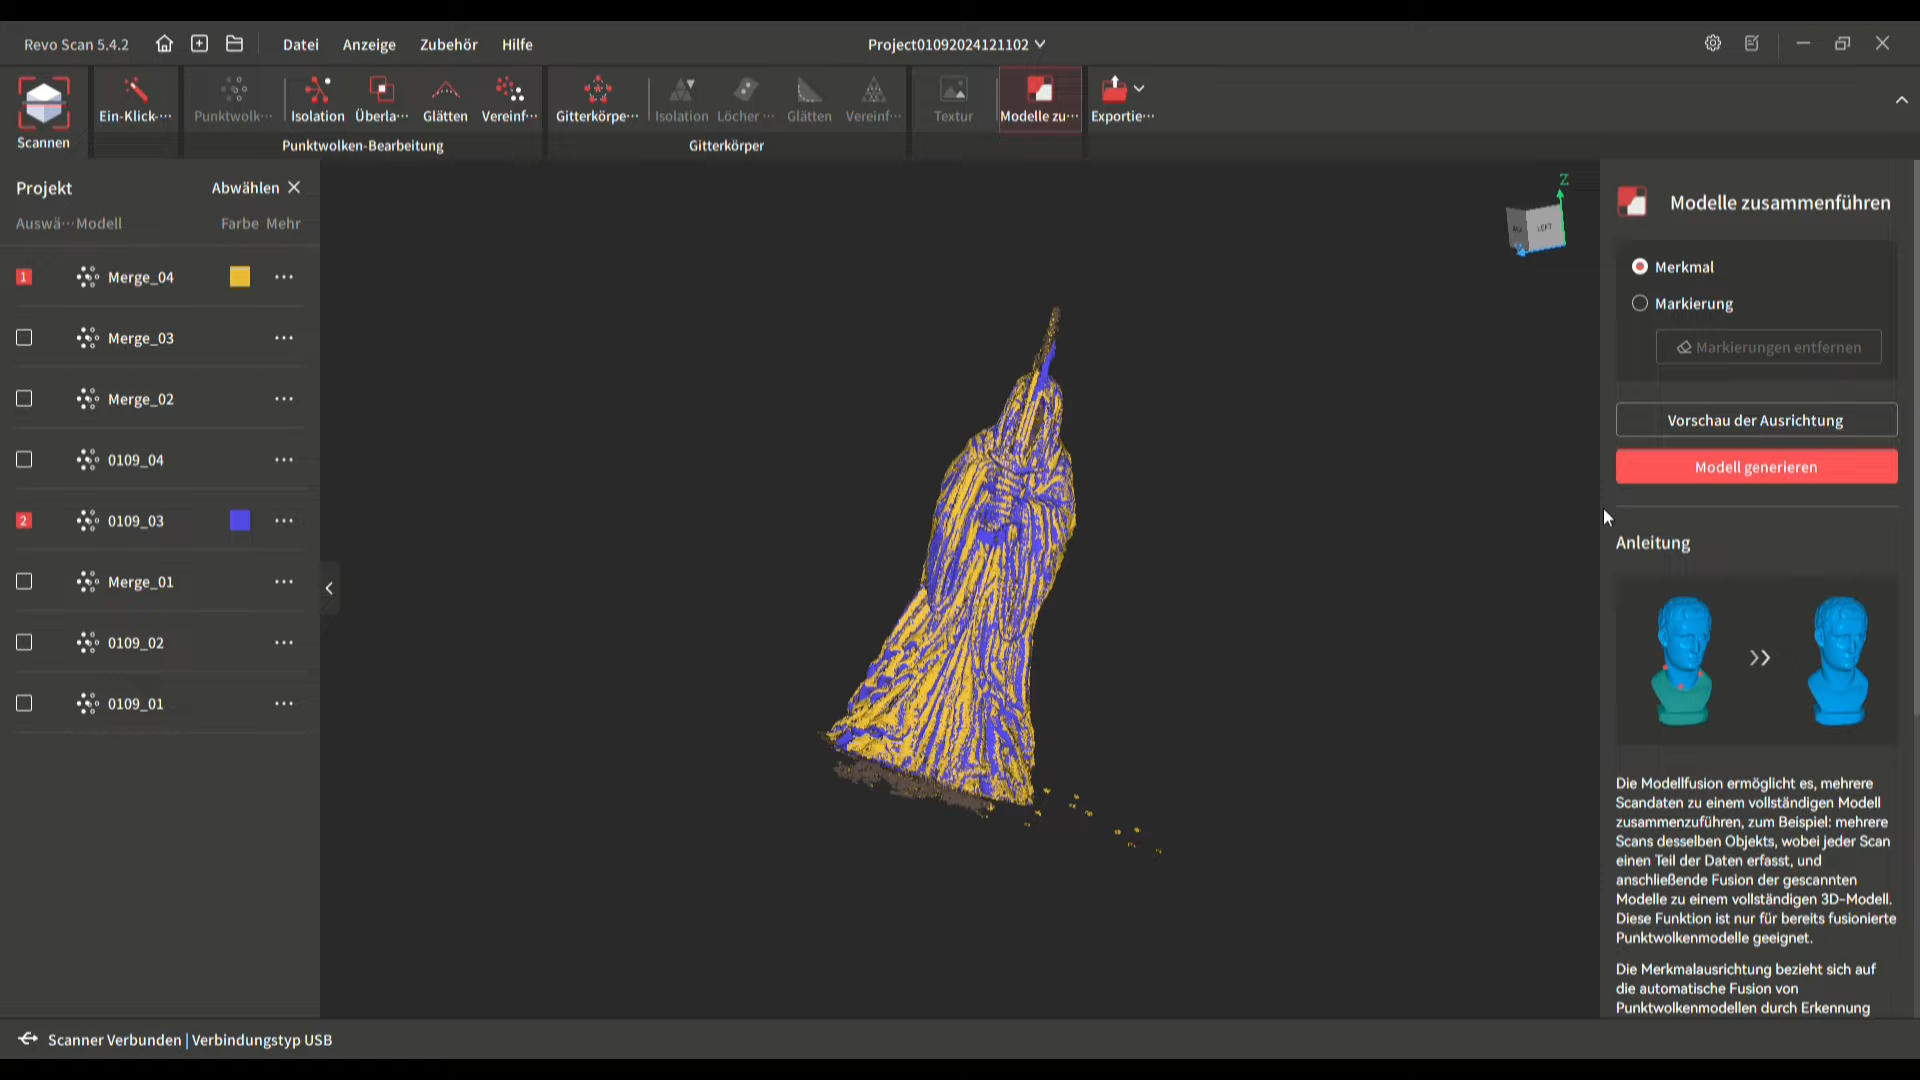 Revo Scan 5.4.2
Datei Anzeige Zubehör Hilfe
Project01092024121102
Scannen
Ein-Klick-···
Punktwolk···
Isolation
Überla···
Glätten
Vereinf···
Punktwolken-Bearbeitung
Gitterkörpe···
Isolation
Löcher ···
Glätten
Vereinf···
Gitterkörper
Textur
Modelle zu···
Exportie···
Projekt
Abwählen
Auswä··· Modell Farbe Mehr
1 Merge_04 ···
Merge_03 ···
Merge_02 ···
0109_04 ···
2 0109_03 ···
Merge_01 ···
0109_02 ···
0109_01 ···
Z
LEFT
Modelle zusammenführen
Merkmal
Markierung
Markierungen entfernen
Vorschau der Ausrichtung
Modell generieren
Anleitung
Die Modellfusion ermöglicht es, mehrere
Scandaten zu einem vollständigen Modell
zusammenzuführen, zum Beispiel: mehrere
Scans desselben Objekts, wobei jeder Scan
einen Teil der Daten erfasst, und
anschließende Fusion der gescannten
Modelle zu einem vollständigen 3D-Modell.
Diese Funktion ist nur für bereits fusionierte
Punktwolkenmodelle geeignet.
Die Merkmalausrichtung bezieht sich auf
die automatische Fusion von
Punktwolkenmodellen durch Erkennung
Scanner Verbunden | Verbindungstyp USB